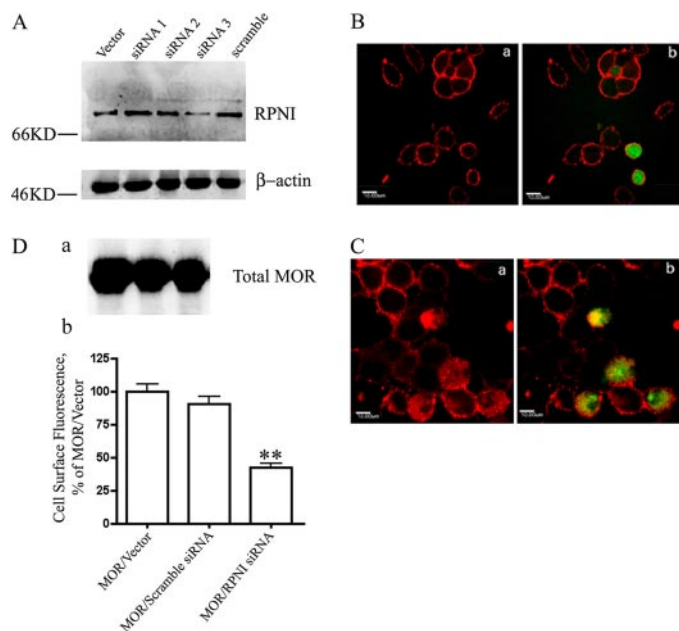 A
Vector
siRNA 1
siRNA 2
siRNA 3
scramble
RPNI
66KD
β-actin
46KD
B
a
b
D
a
Total MOR
b
Cell Surface Fluorescence,
% of MOR/Vector
125
100
75
50
25
0
**
MOR/Vector
MOR/Scramble siRNA
MOR/RPNI siRNA
C
a
b